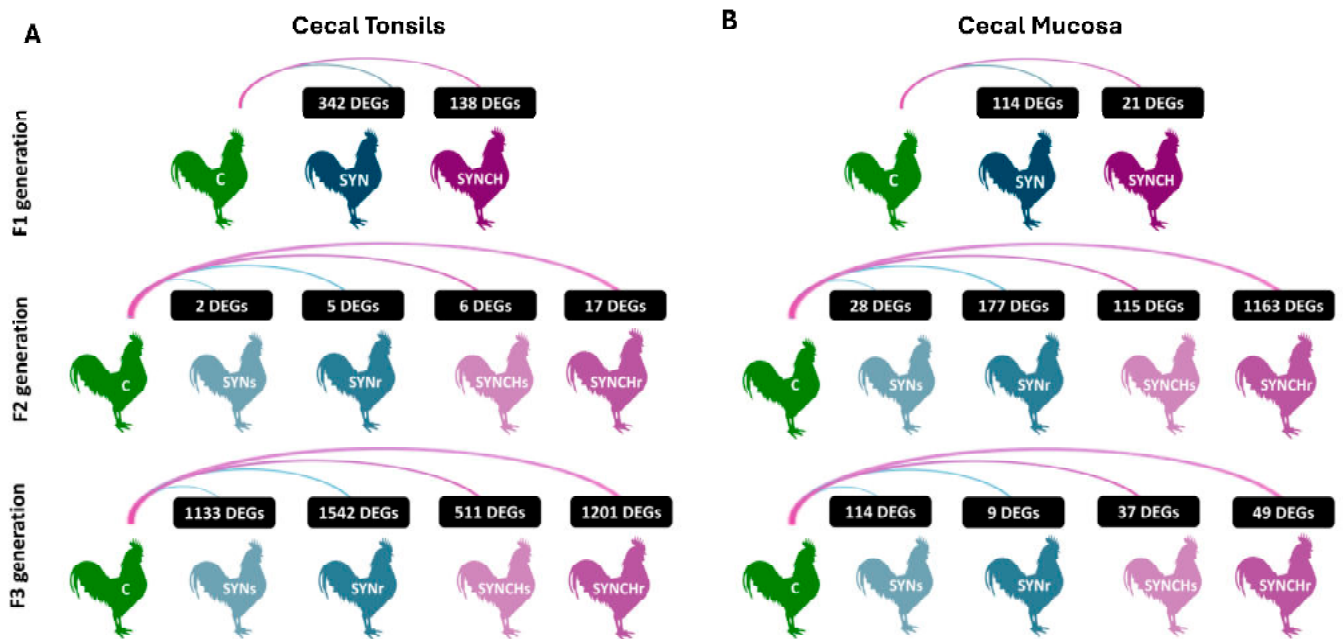 A
Cecal Tonsils
F1 generation
342 DEGs
138 DEGs
C
SYN
SYNCH
F2 generation
2 DEGs
5 DEGs
6 DEGs
17 DEGs
C
SYNs
SYNr
SYNCHs
SYNCHr
F3 generation
1133 DEGs
1542 DEGs
511 DEGs
1201 DEGs
C
SYNs
SYNr
SYNCHs
SYNCHr
B
Cecal Mucosa
114 DEGs
21 DEGs
C
SYN
SYNCH
28 DEGs
177 DEGs
115 DEGs
1163 DEGs
C
SYNs
SYNr
SYNCHs
SYNCHr
114 DEGs
9 DEGs
37 DEGs
49 DEGs
C
SYNs
SYNr
SYNCHs
SYNCHr